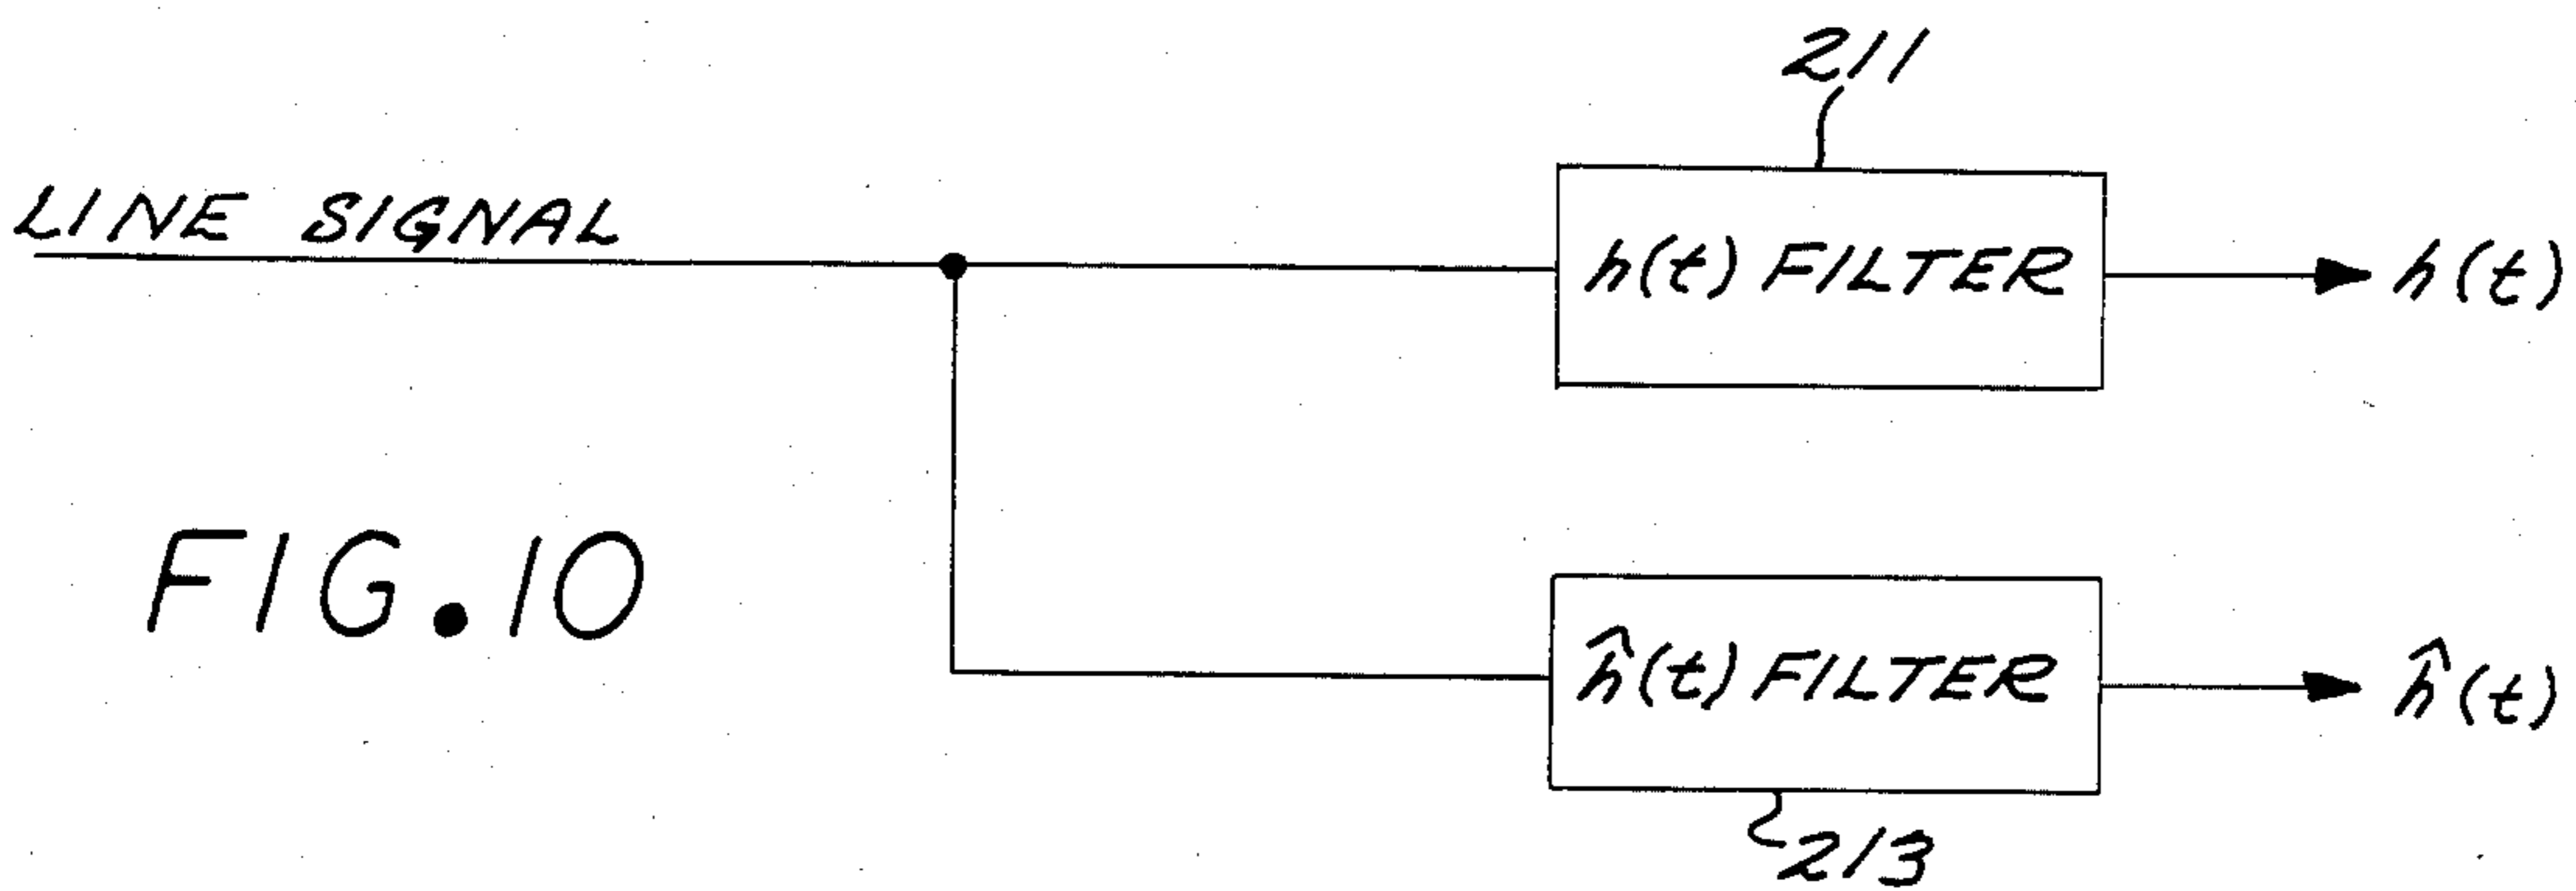 211
LINE SIGNAL
h(t) FILTER
h(t)
FIG. 10
ĥ(t) FILTER
ĥ(t)
213